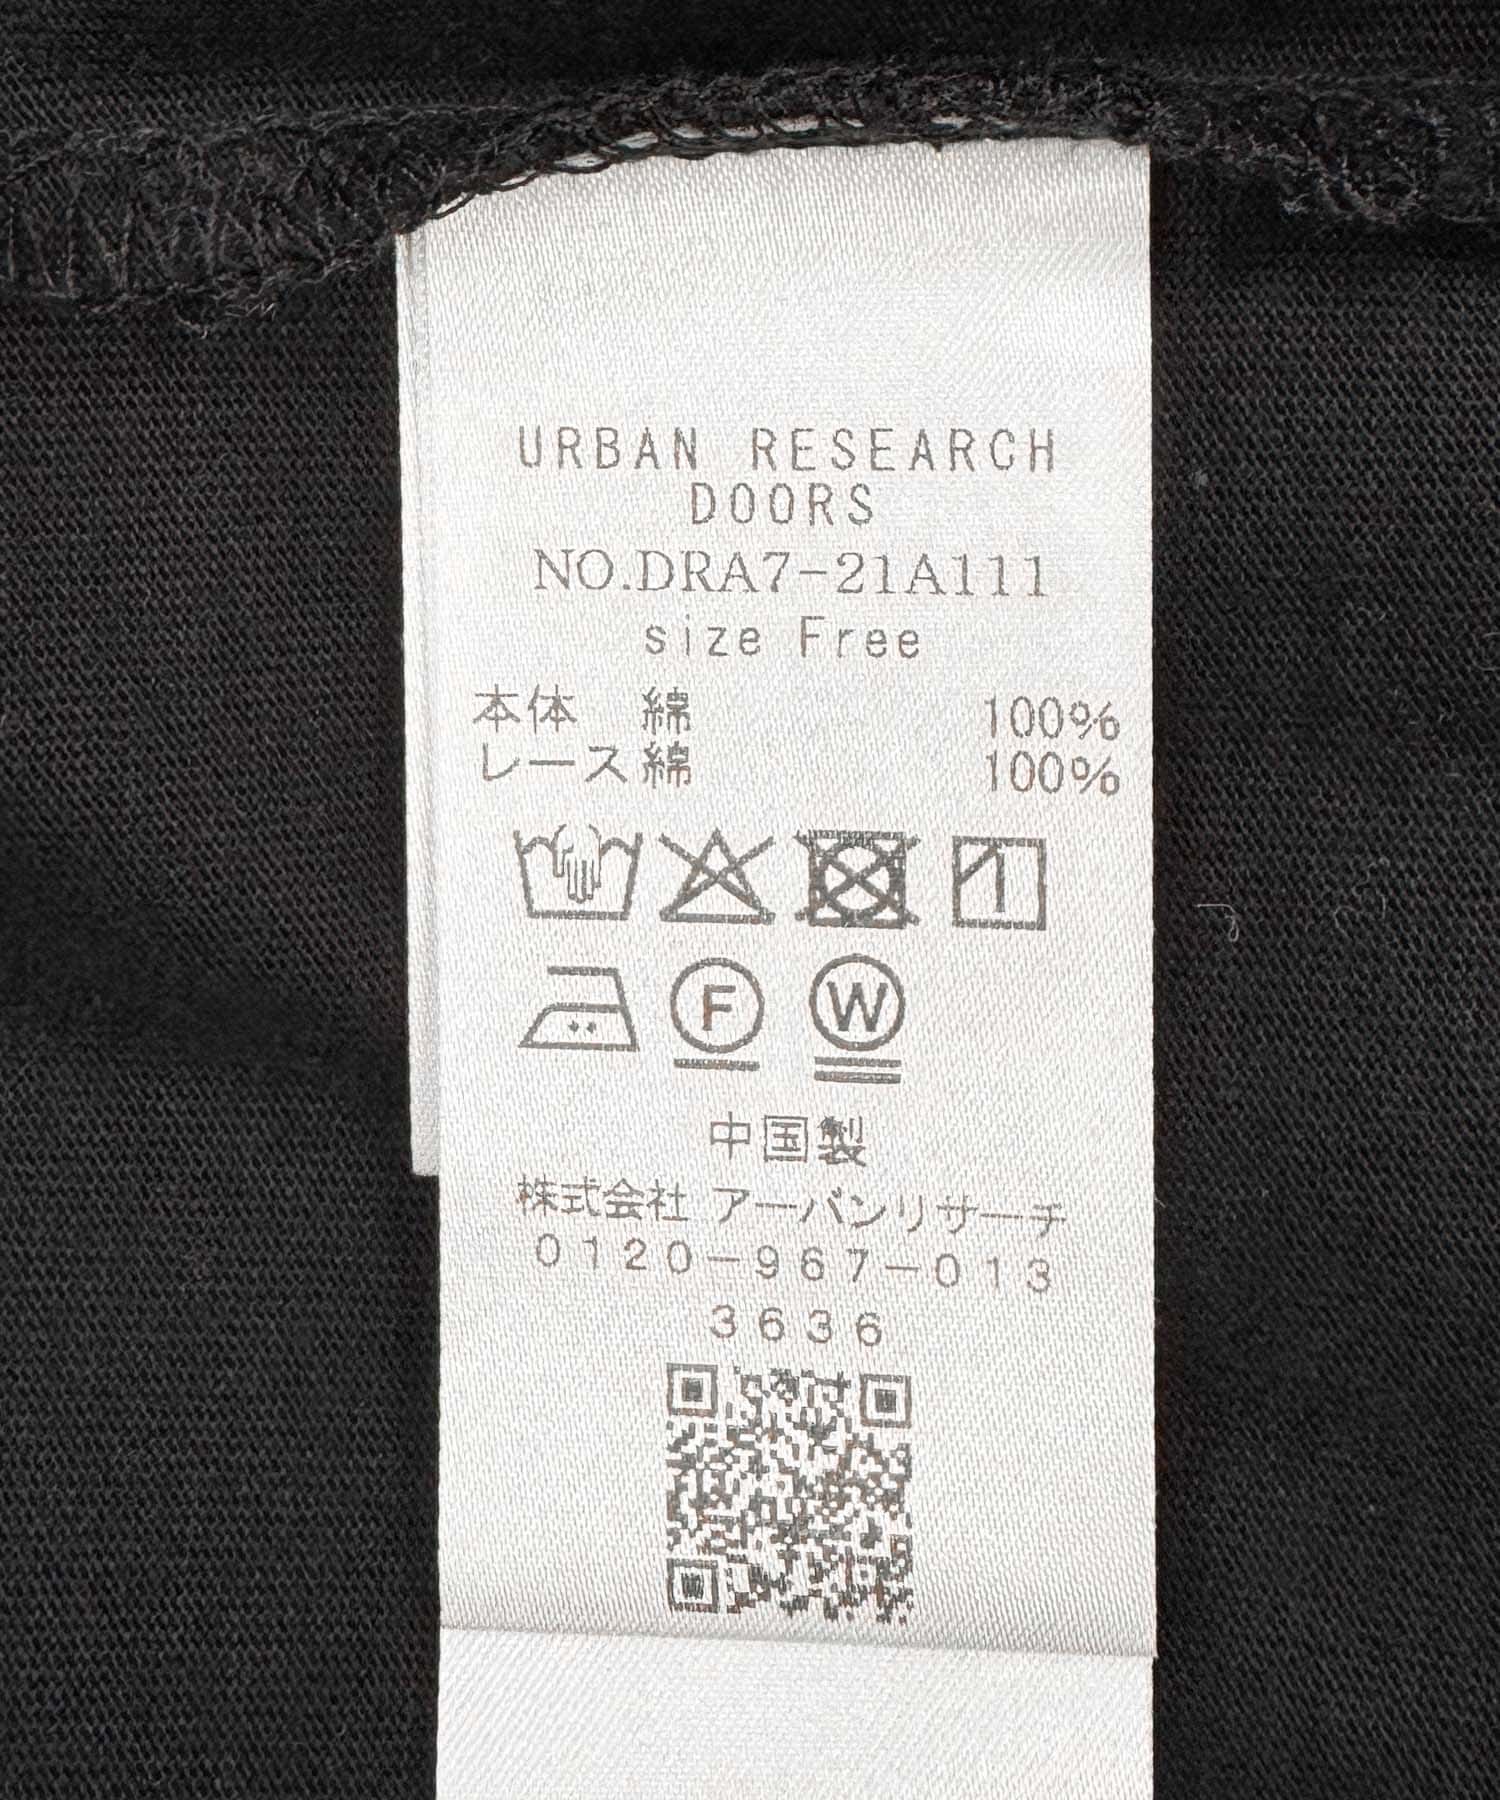 URBAN RESEARCH
DOORS
NO.DRA7-21A111
size Free
本体 綿 100%
レース綿 100%
F W
中国製
株式会社 アーバンリサーチ
0120-967-013
3636